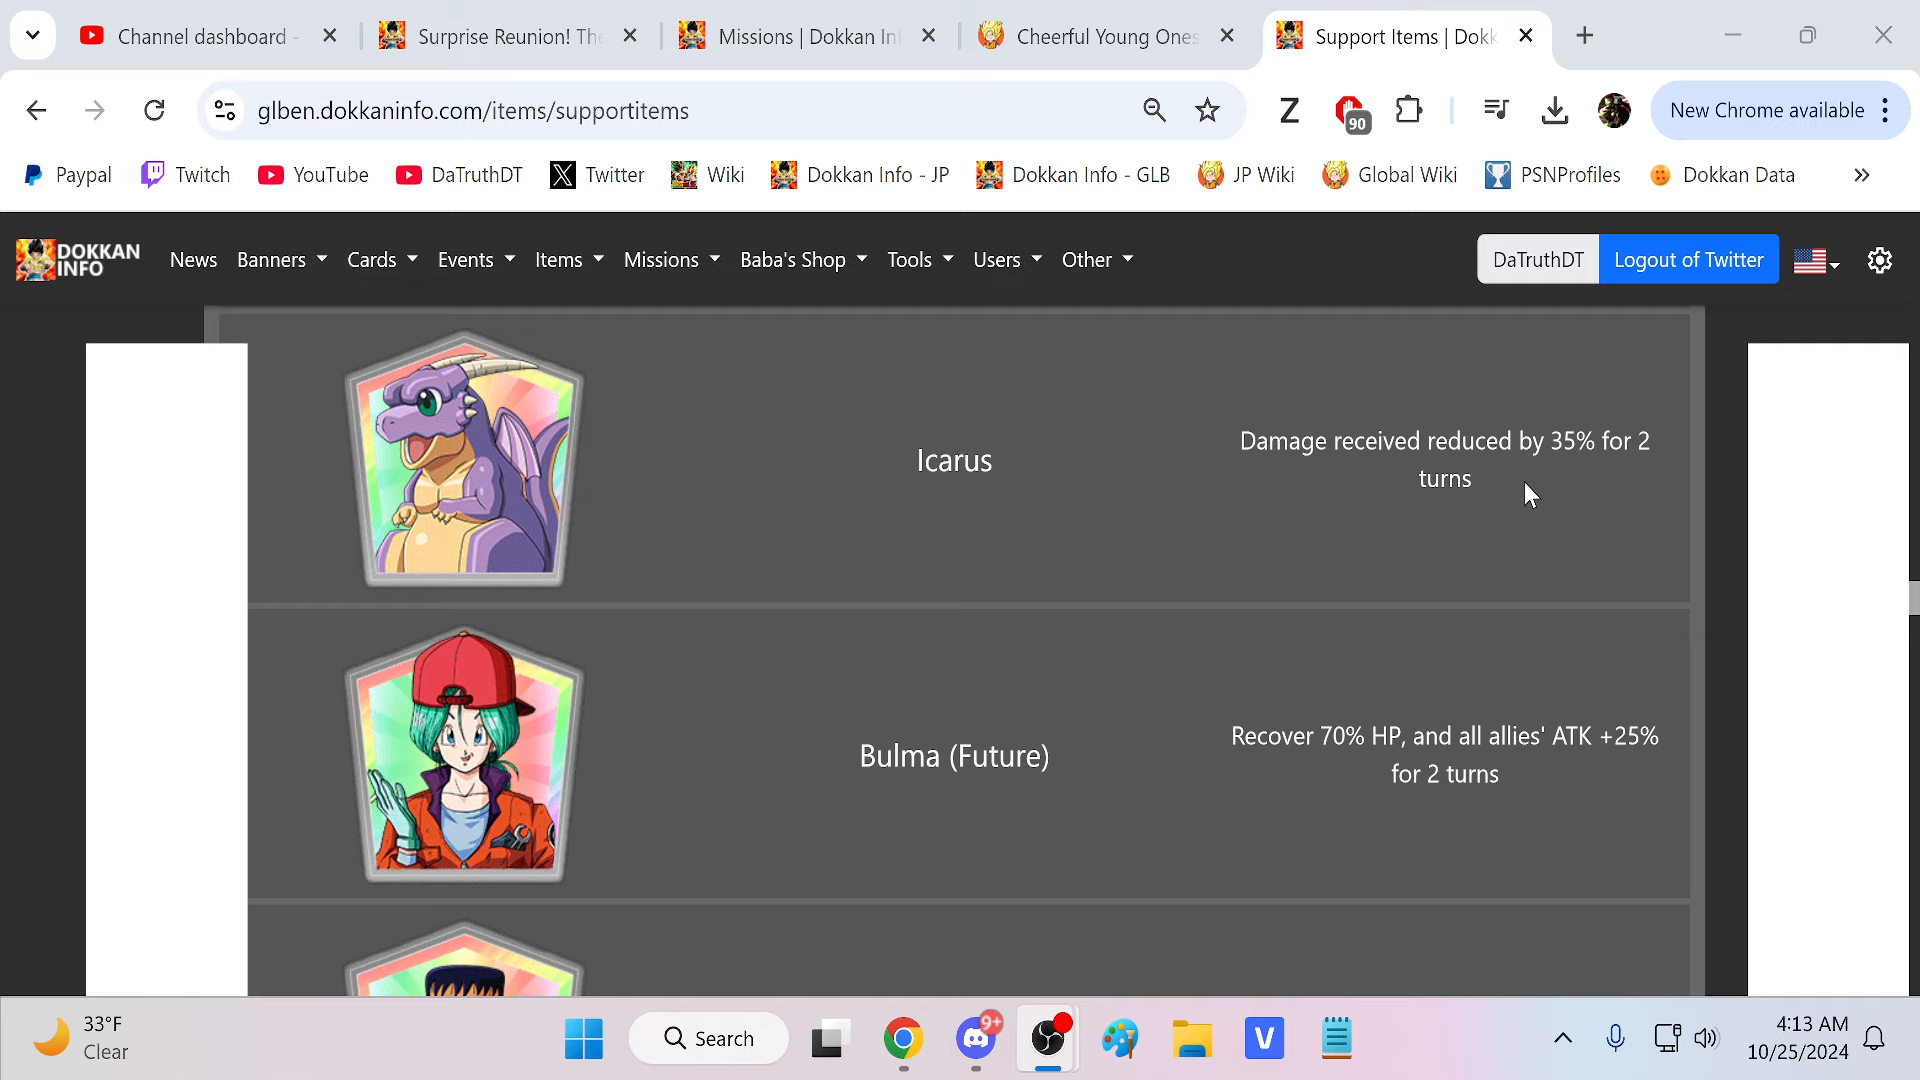 Channel dashboard -
Surprise Reunion! The
Missions | Dokkan Inf
Cheerful Young Ones
Support Items | Dokk
glben.dokkaninfo.com/items/supportitems
Z
90
New Chrome available
Paypal
Twitch
YouTube
DaTruthDT
Twitter
Wiki
Dokkan Info - JP
Dokkan Info - GLB
JP Wiki
Global Wiki
PSNProfiles
Dokkan Data
»
DOKKAN
INFO
News
Banners
Cards
Events
Items
Missions
Baba's Shop
Tools
Users
Other
DaTruthDT
Logout of Twitter
Icarus
Damage received reduced by 35% for 2
turns
Bulma (Future)
Recover 70% HP, and all allies' ATK +25%
for 2 turns
33°F
Clear
Search
9+
V
4:13 AM
10/25/2024